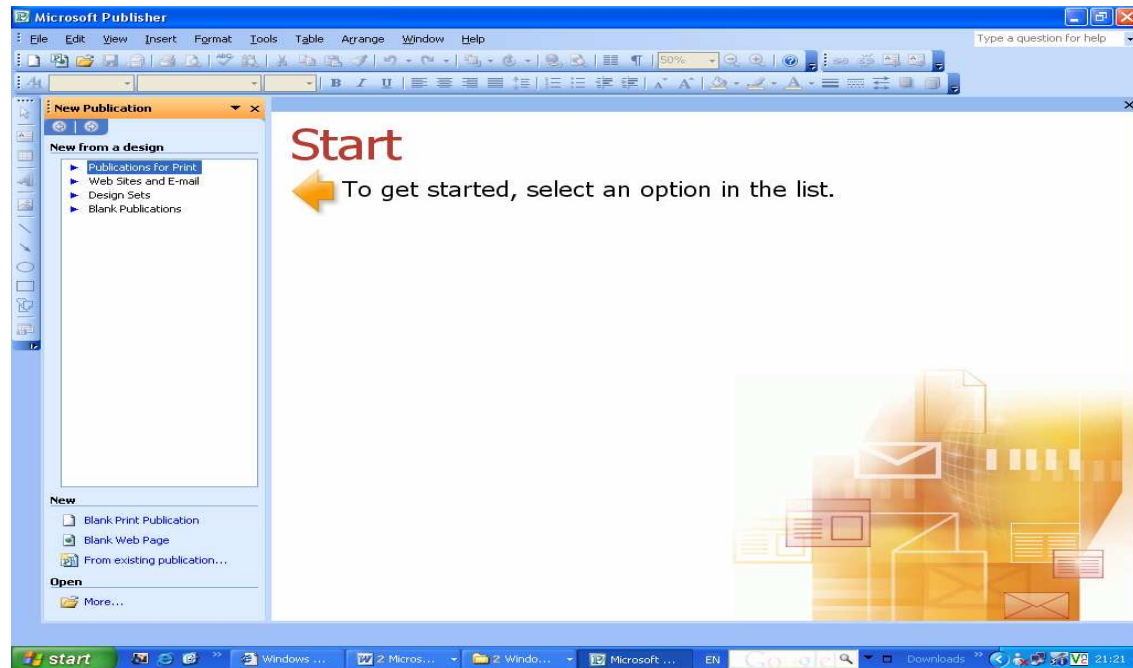 Microsoft Publisher
File Edit View Insert Format Tools Table Arrange Window Help
Type a question for help
50%
B I U
New Publication
New from a design
Publications for Print
Web Sites and E-mail
Design Sets
Blank Publications
Start
To get started, select an option in the list.
New
Blank Print Publication
Blank Web Page
From existing publication...
Open
More...
start
Windows ...
2 Micros...
2 Windo...
Microsoft ...
EN
Google
Downloads
21:21